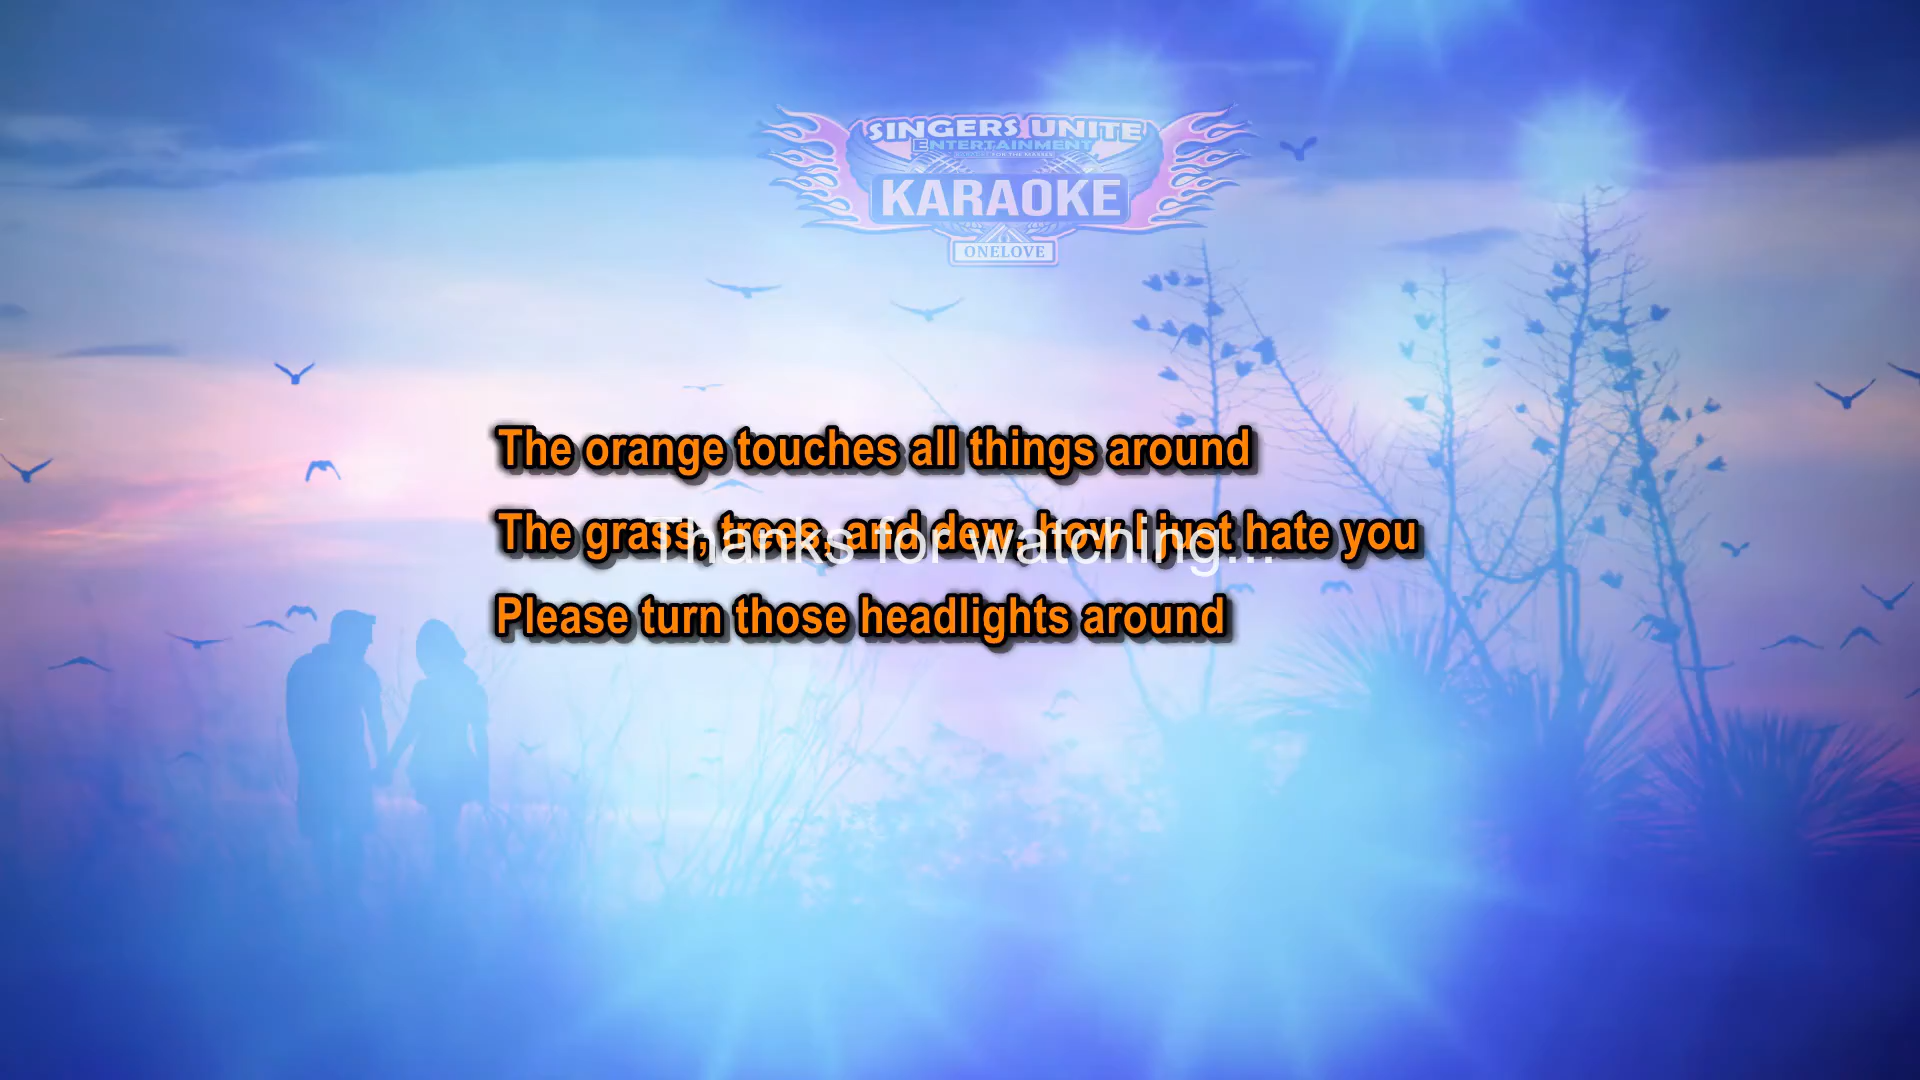 SINGERS UNITE
ENTERTAINMENT
KARAOKE
ONELOVE
The orange touches all things around
The grass, trees, and dew, how I just hate you
Thanks for watching...
Please turn those headlights around